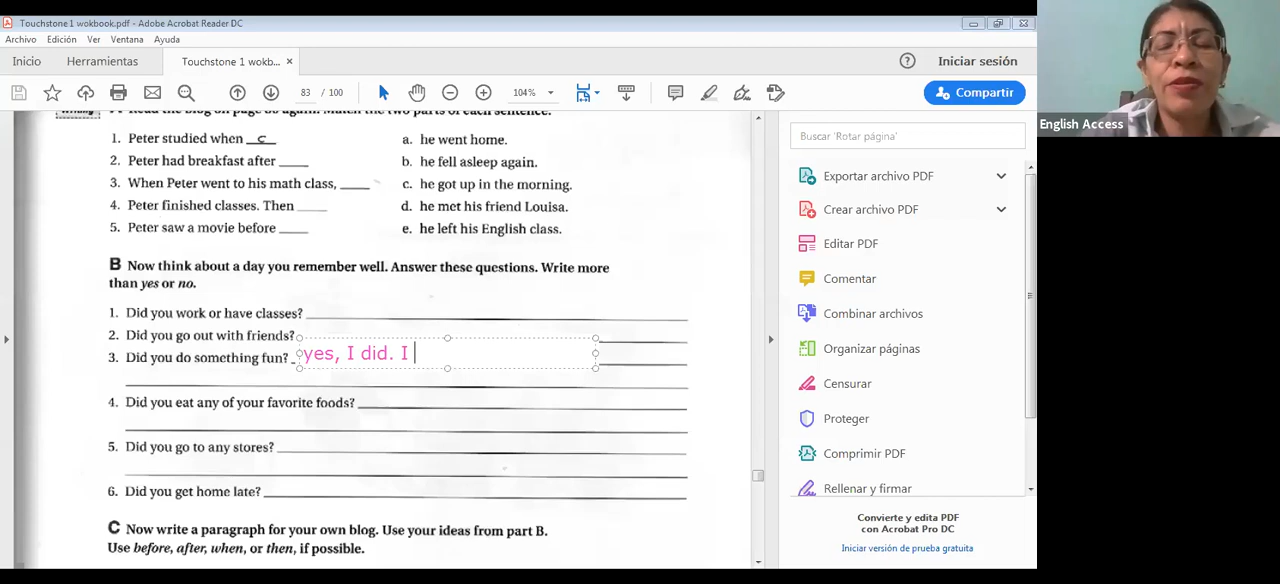 Touchstone 1 wokbook.pdf - Adobe Acrobat Reader DC
Archivo Edición Ver Ventana Ayuda
Inicio Herramientas Touchstone 1 wokb... × Iniciar sesión
83 / 100 104% Compartir
English Access
Buscar 'Rotar página'
1. Peter studied when c
2. Peter had breakfast after ____
3. When Peter went to his math class, ____
4. Peter finished classes. Then ____
5. Peter saw a movie before ____
a. he went home.
b. he fell asleep again.
c. he got up in the morning.
d. he met his friend Louisa.
e. he left his English class.
B Now think about a day you remember well. Answer these questions. Write more
than yes or no.
1. Did you work or have classes?
2. Did you go out with friends?
3. Did you do something fun? yes, I did. I
4. Did you eat any of your favorite foods?
5. Did you go to any stores?
6. Did you get home late?
C Now write a paragraph for your own blog. Use your ideas from part B.
Use before, after, when, or then, if possible.
Exportar archivo PDF
Crear archivo PDF
Editar PDF
Comentar
Combinar archivos
Organizar páginas
Censurar
Proteger
Comprimir PDF
Rellenar y firmar
Convierte y edita PDF
con Acrobat Pro DC
Iniciar versión de prueba gratuita